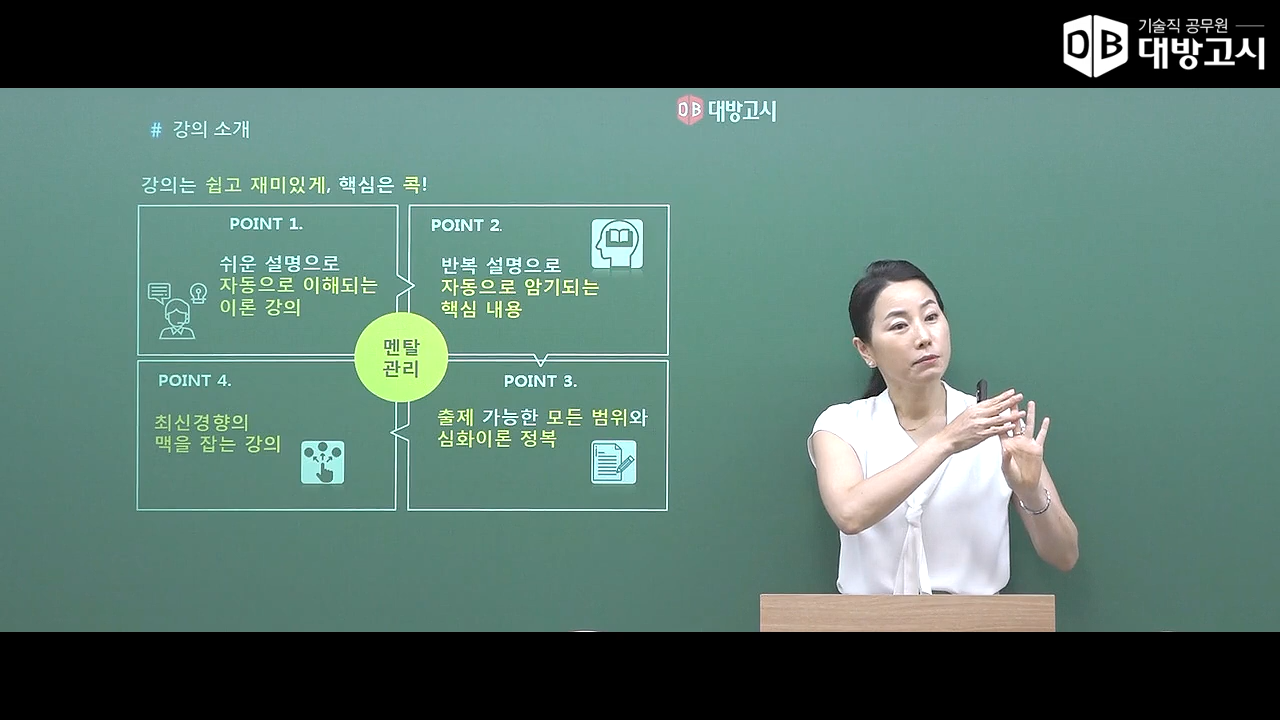 기술직 공무원
DB 대방고시
DB 대방고시
# 강의 소개
강의는 쉽고 재미있게, 핵심은 콕!
POINT 1.
쉬운 설명으로
자동으로 이해되는
이론 강의
POINT 2.
반복 설명으로
자동으로 암기되는
핵심 내용
멘탈
관리
POINT 4.
최신경향의
맥을 잡는 강의
POINT 3.
출제 가능한 모든 범위와
심화이론 정복